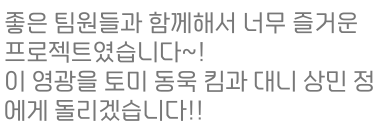 좋은 팀원들과 함께해서 너무 즐거운
프로젝트였습니다~!
이 영광을 토미 동욱 킴과 대니 상민 정
에게 돌리겠습니다!!